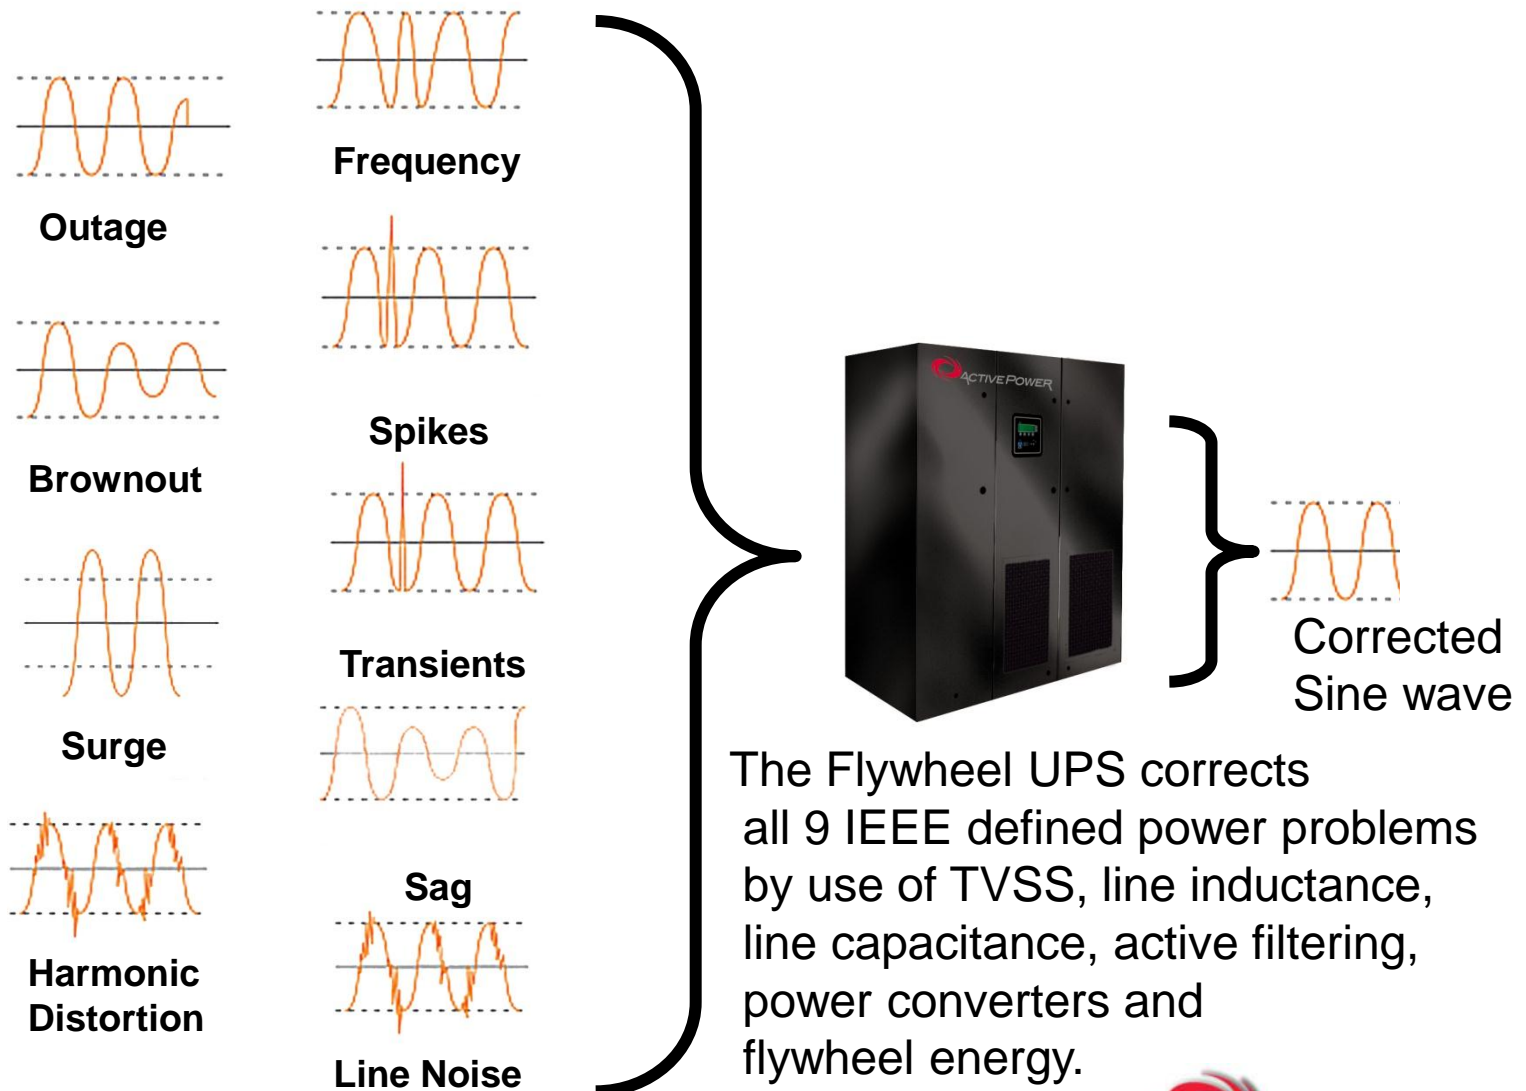 Outage
Brownout
Surge
Harmonic
Distortion
Frequency
Spikes
Transients
Sag
Line Noise
ACTIVE POWER
Corrected
Sine wave
The Flywheel UPS corrects
all 9 IEEE defined power problems
by use of TVSS, line inductance,
line capacitance, active filtering,
power converters and
flywheel energy.